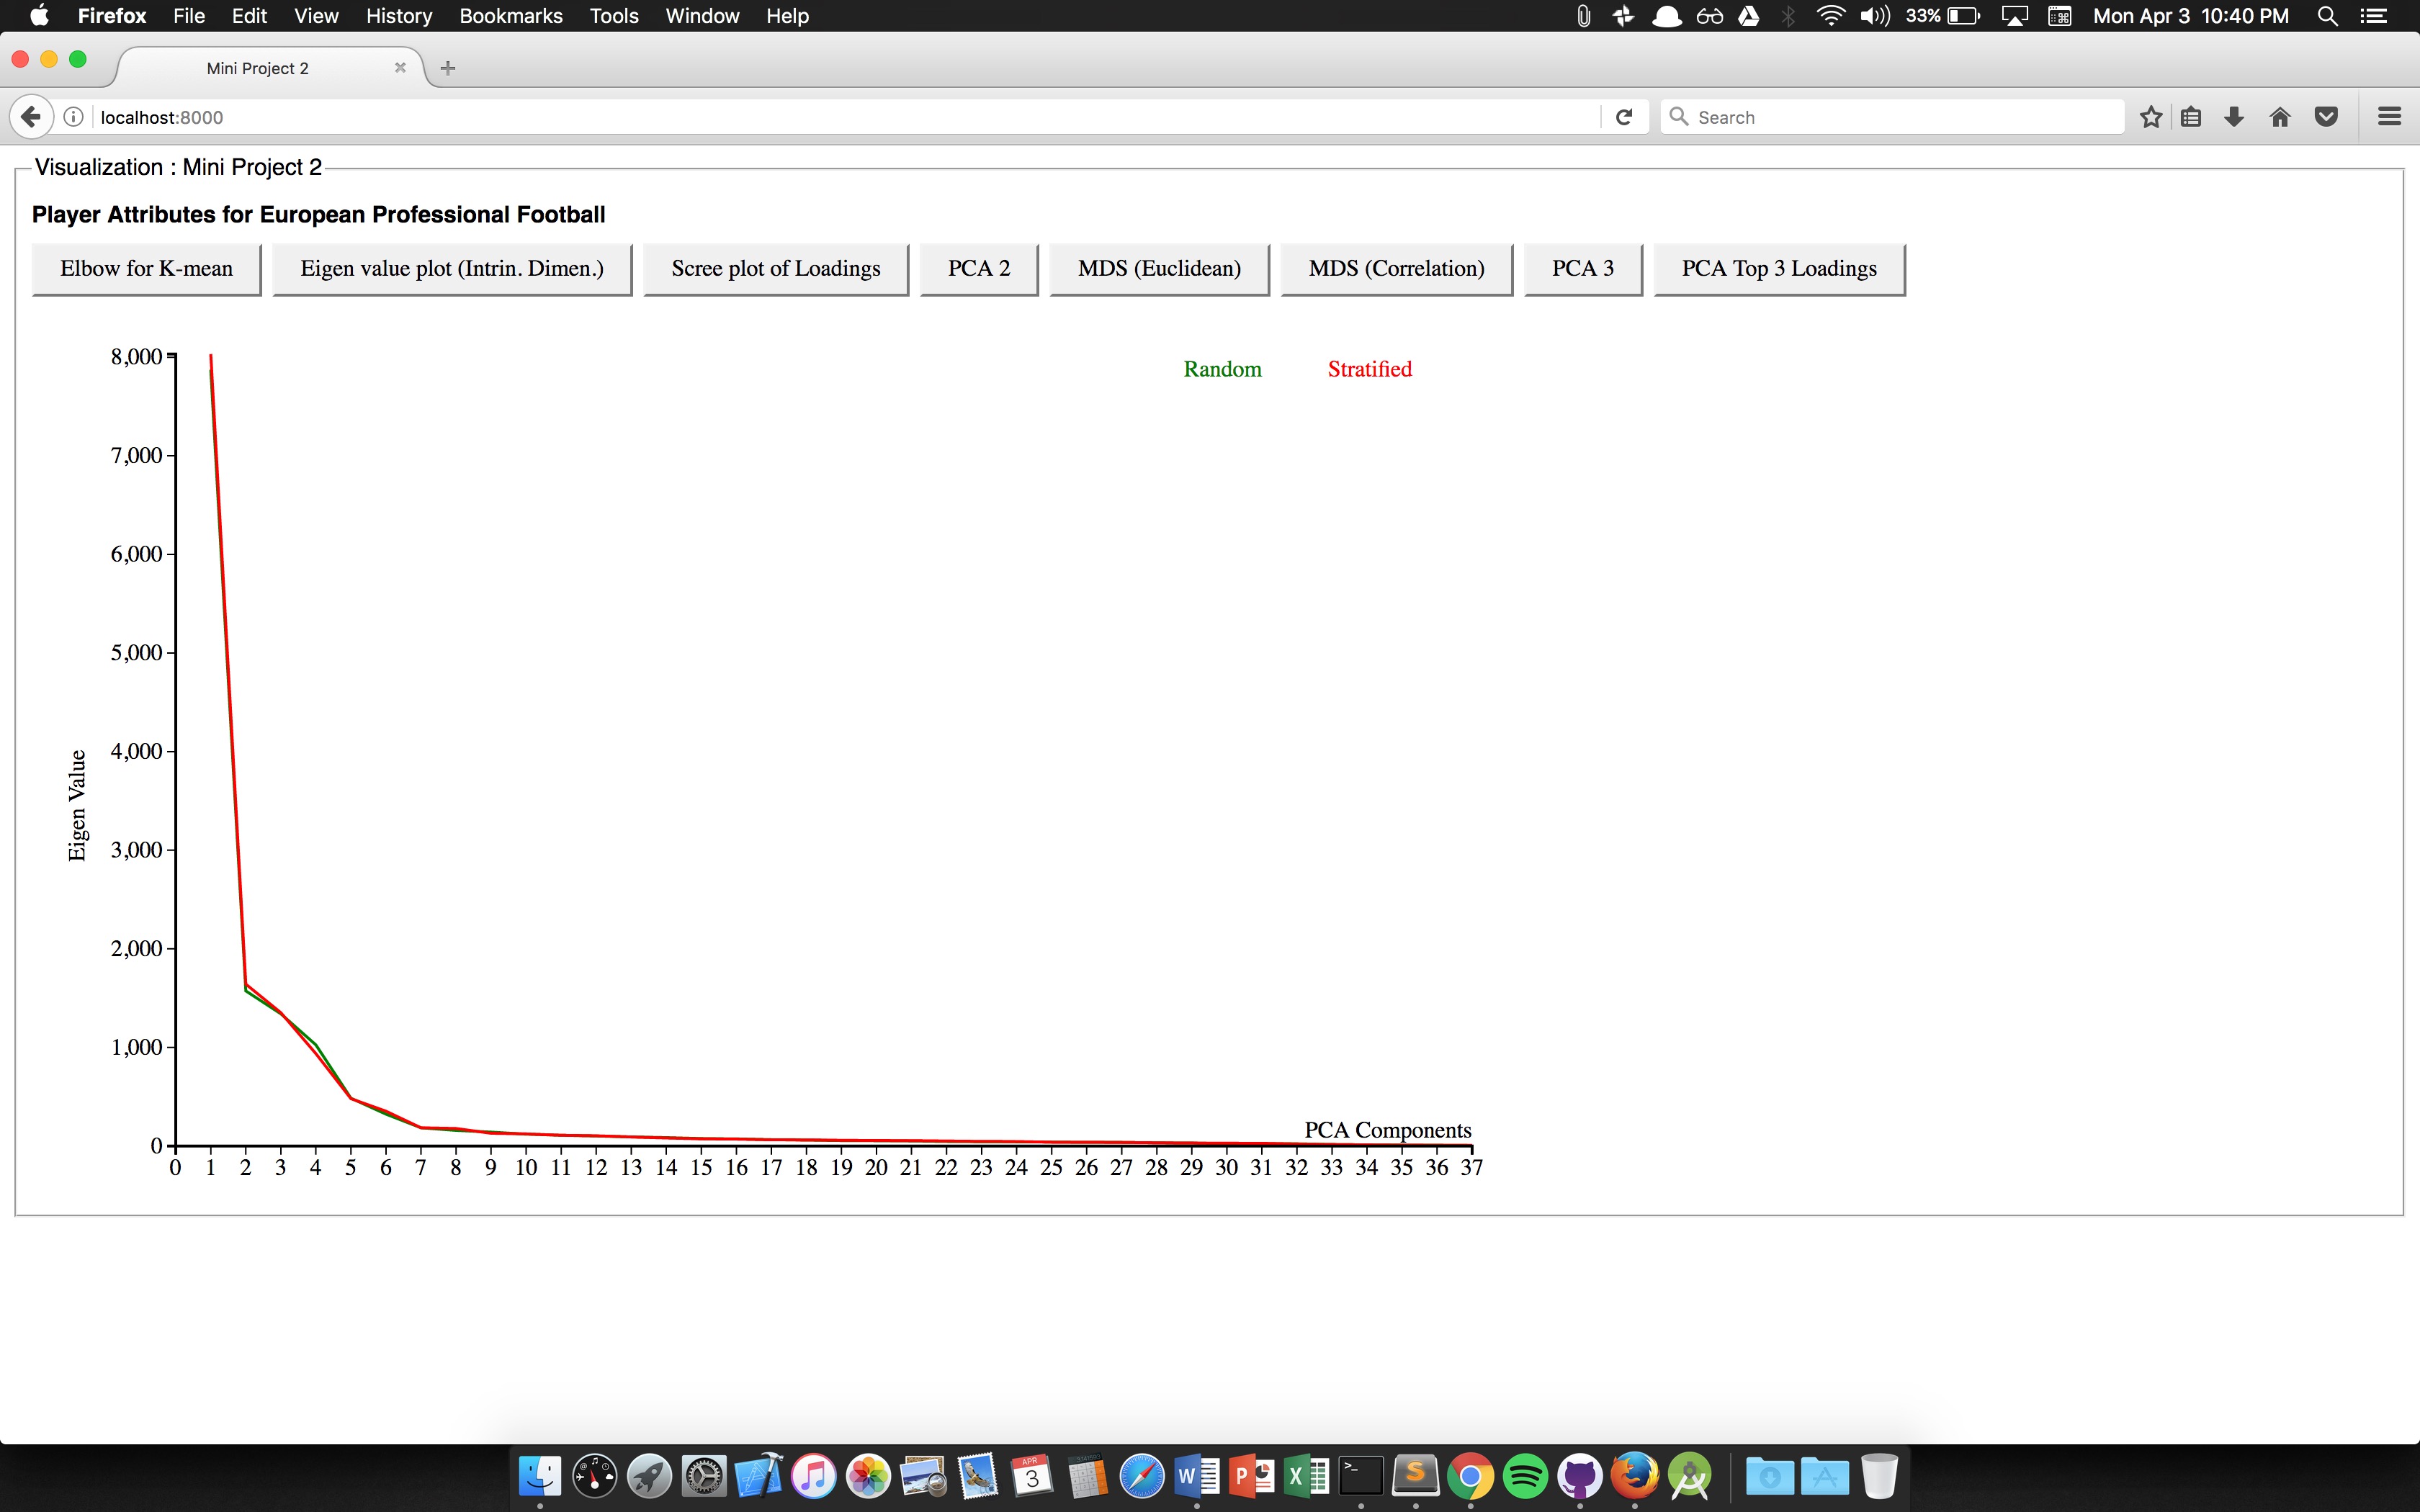 Firefox File Edit View History Bookmarks Tools Window Help 33% Mon Apr 3 10:40 PM
Mini Project 2
localhost:8000 Search
Visualization : Mini Project 2
Player Attributes for European Professional Football
Elbow for K-mean Eigen value plot (Intrin. Dimen.) Scree plot of Loadings PCA 2 MDS (Euclidean) MDS (Correlation) PCA 3 PCA Top 3 Loadings
Random Stratified
8,000
7,000
6,000
5,000
4,000
3,000
2,000
1,000
0
Eigen Value
PCA Components
0 1 2 3 4 5 6 7 8 9 10 11 12 13 14 15 16 17 18 19 20 21 22 23 24 25 26 27 28 29 30 31 32 33 34 35 36 37
APR
3
W P X >_ S